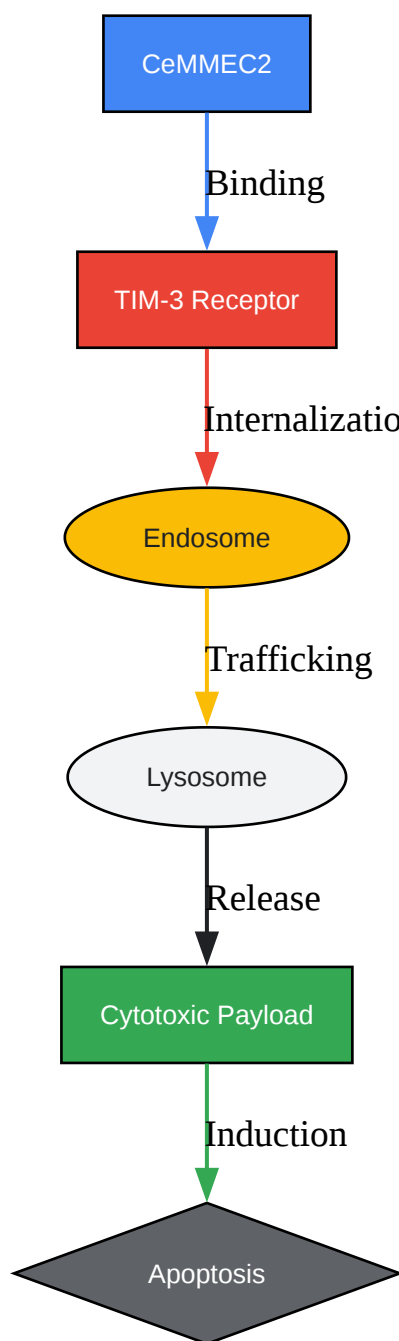 CeMMEC2
Binding
TIM-3 Receptor
Internalizatio
Endosome
Trafficking
Lysosome
Release
Cytotoxic Payload
Induction
Apoptosis